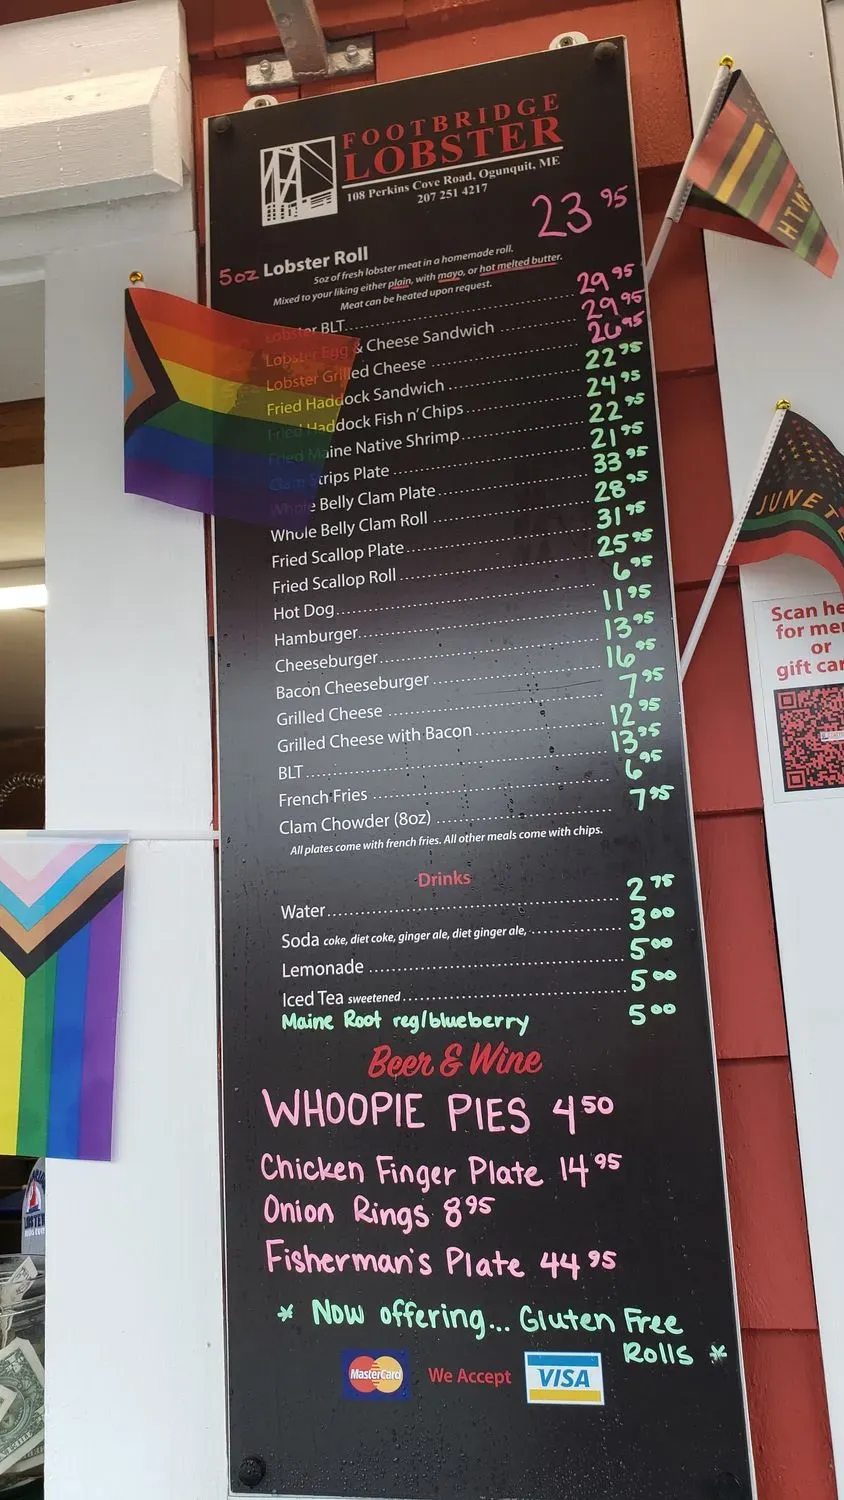 FOOTBRIDGE
LOBSTER
108 Perkins Cove Road, Ogunquit, ME
207 251 4217
5oz Lobster Roll 23 95
5oz of fresh lobster meat in a homemade roll.
Mixed to your liking either plain, with mayo, or hot melted butter.
Meat can be heated upon request.
Lobster BLT 29 95
Lobster Egg & Cheese Sandwich 29 95
Lobster Grilled Cheese 26 95
Fried Haddock Sandwich 22 95
Fried Haddock Fish n' Chips 24 95
Fried Maine Native Shrimp 22 95
Clam Strips Plate 21 95
Whole Belly Clam Plate 33 95
Whole Belly Clam Roll 28 95
Fried Scallop Plate 31 95
Fried Scallop Roll 25 95
Hot Dog 6 95
Hamburger 11 95
Cheeseburger 13 95
Bacon Cheeseburger 16 95
Grilled Cheese 7 95
Grilled Cheese with Bacon 12 95
BLT 13 95
French Fries 6 95
Clam Chowder (8oz) 7 95
All plates come with french fries. All other meals come with chips.
Drinks
Water 2 75
Soda coke, diet coke, ginger ale, diet ginger ale, 3 00
Lemonade 5 00
Iced Tea sweetened 5 00
Maine Root reg/blueberry 5 00
Beer & Wine
WHOOPIE PIES 4 50
Chicken Finger Plate 14 95
Onion Rings 8 95
Fisherman's Plate 44 95
* Now offering... Gluten Free
Rolls *
MasterCard We Accept VISA
JUNETE
Scan he
for me
or
gift car